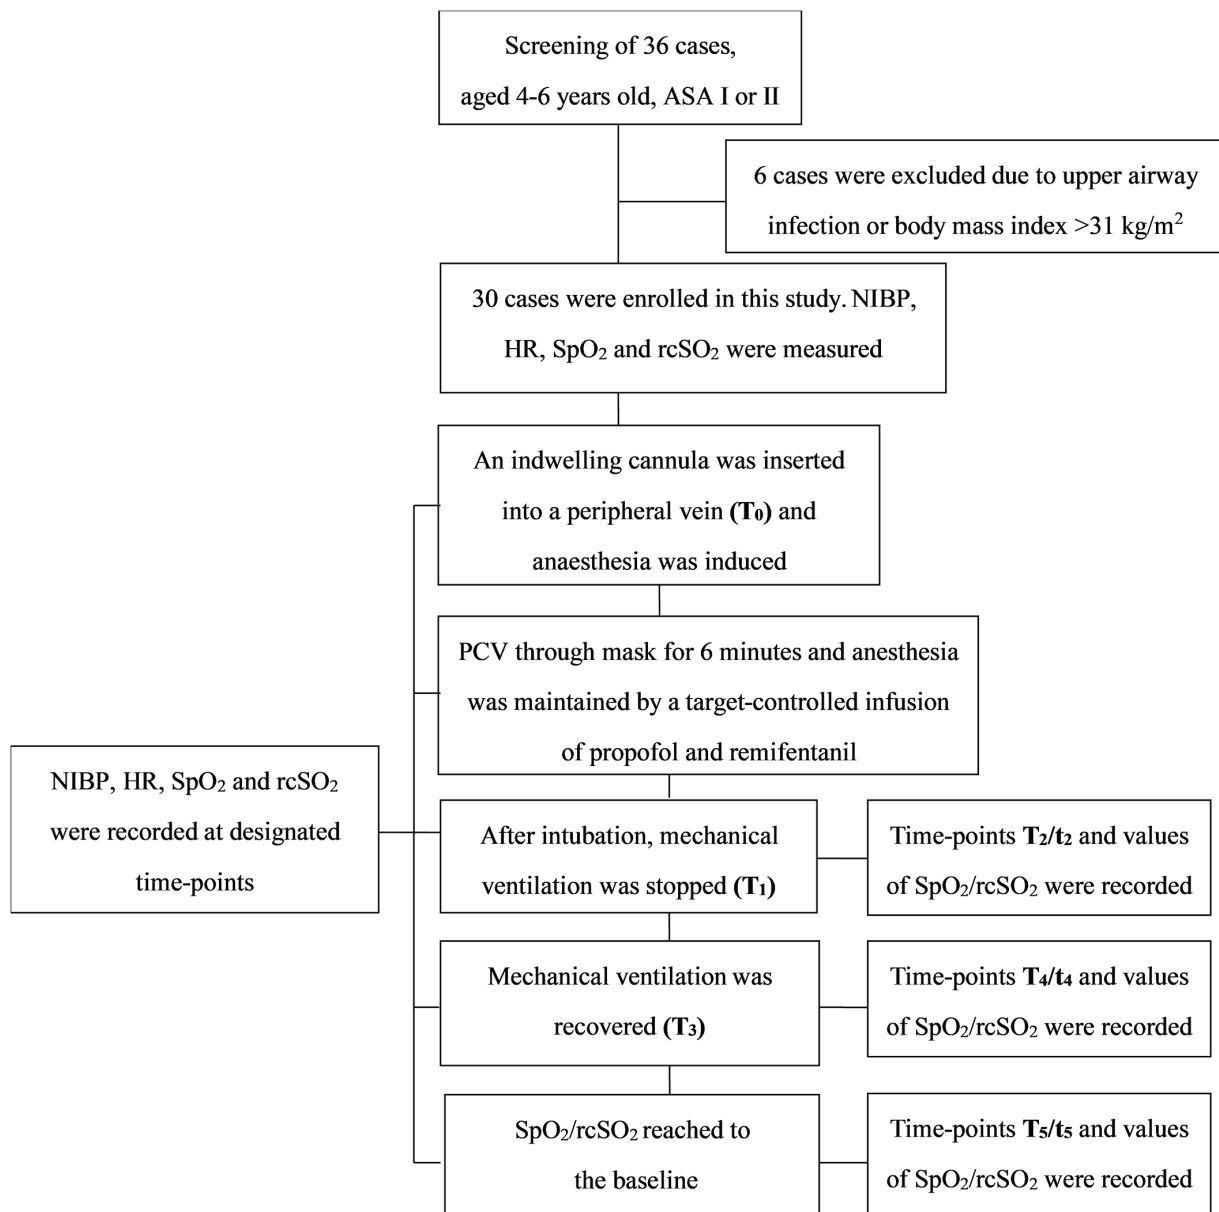 Screening of 36 cases,
aged 4-6 years old, ASA I or II
6 cases were excluded due to upper airway
infection or body mass index >31 kg/m²
30 cases were enrolled in this study. NIBP,
HR, SpO₂ and rcSO₂ were measured
An indwelling cannula was inserted
into a peripheral vein (T₀) and
anaesthesia was induced
PCV through mask for 6 minutes and anesthesia
was maintained by a target-controlled infusion
of propofol and remifentanil
NIBP, HR, SpO₂ and rcSO₂
were recorded at designated
time-points
After intubation, mechanical
ventilation was stopped (T₁)
Time-points T₂/t₂ and values
of SpO₂/rcSO₂ were recorded
Mechanical ventilation was
recovered (T₃)
Time-points T₄/t₄ and values
of SpO₂/rcSO₂ were recorded
SpO₂/rcSO₂ reached to
the baseline
Time-points T₅/t₅ and values
of SpO₂/rcSO₂ were recorded